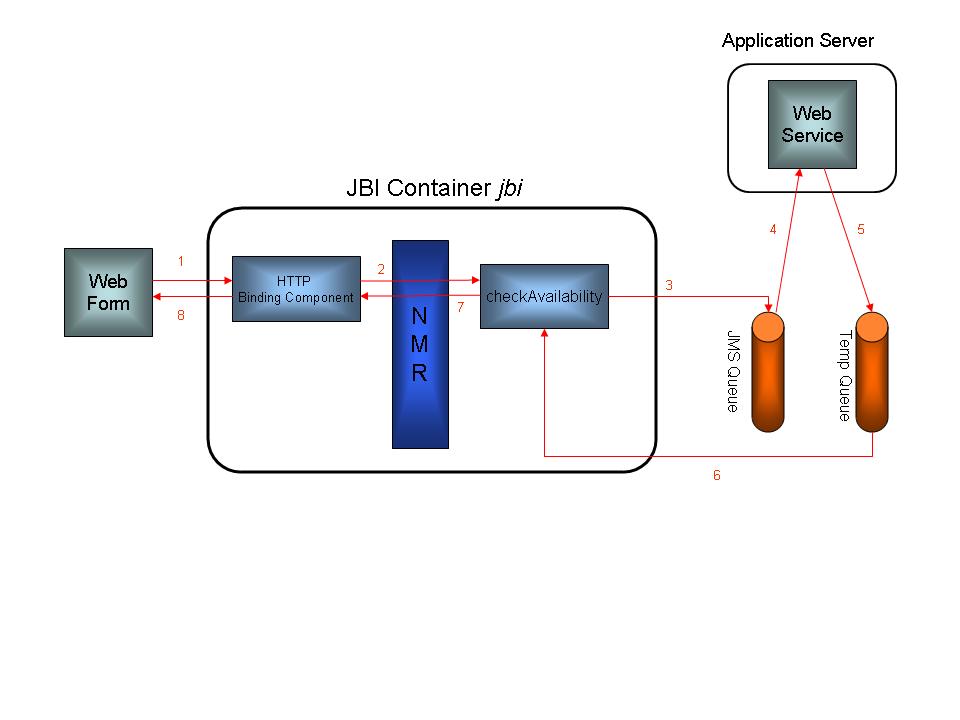 Application Server
Web
Service
JBI Container jbi
4
5
Web
Form
1
8
HTTP
Binding Component
2
7
N
M
R
checkAvailability
3
JMS Queue
Temp Queue
6